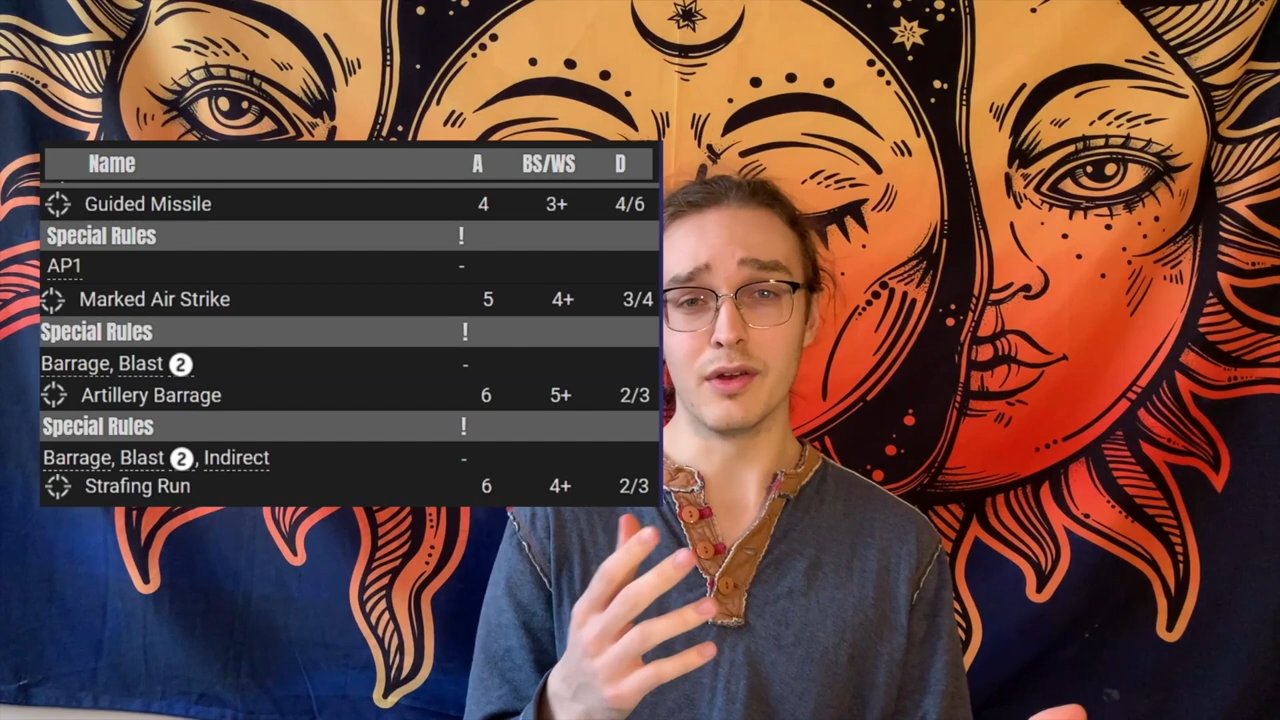 Name A BS/WS D
Guided Missile 4 3+ 4/6
Special Rules !
AP1 -
Marked Air Strike 5 4+ 3/4
Special Rules !
Barrage, Blast 2 -
Artillery Barrage 6 5+ 2/3
Special Rules !
Barrage, Blast 2, Indirect -
Strafing Run 6 4+ 2/3